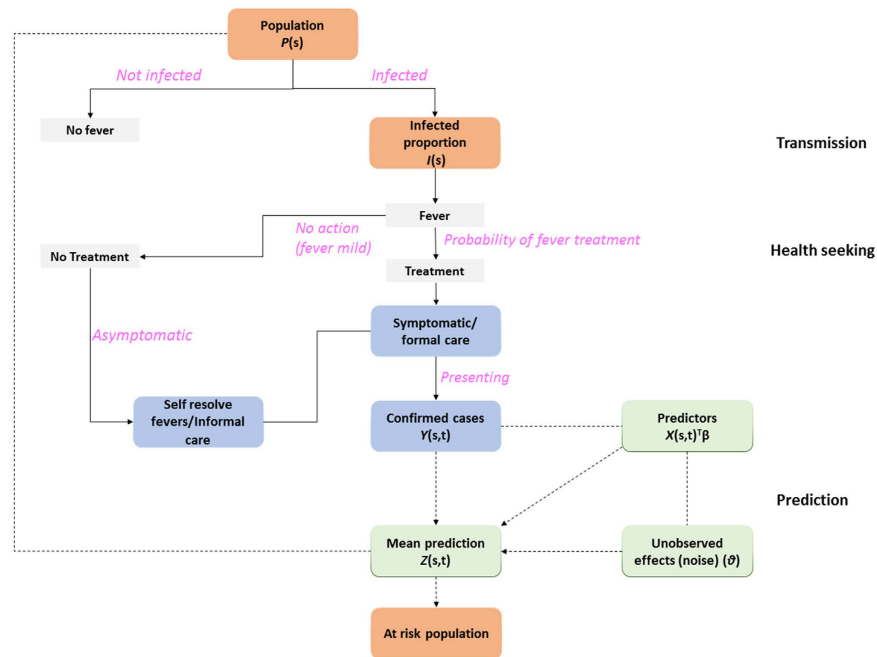 Population
P(s)
Not infected
Infected
No fever
Infected
proportion
I(s)
Transmission
Fever
No action
(fever mild)
Probability of fever treatment
No Treatment
Health seeking
Treatment
Asymptomatic
Symptomatic/
formal care
Presenting
Self resolve
fevers/Informal
care
Confirmed cases
Y(s,t)
Predictors
X(s,t)ᵀβ
Prediction
Mean prediction
Z(s,t)
Unobserved
effects (noise) (ϑ)
At risk population